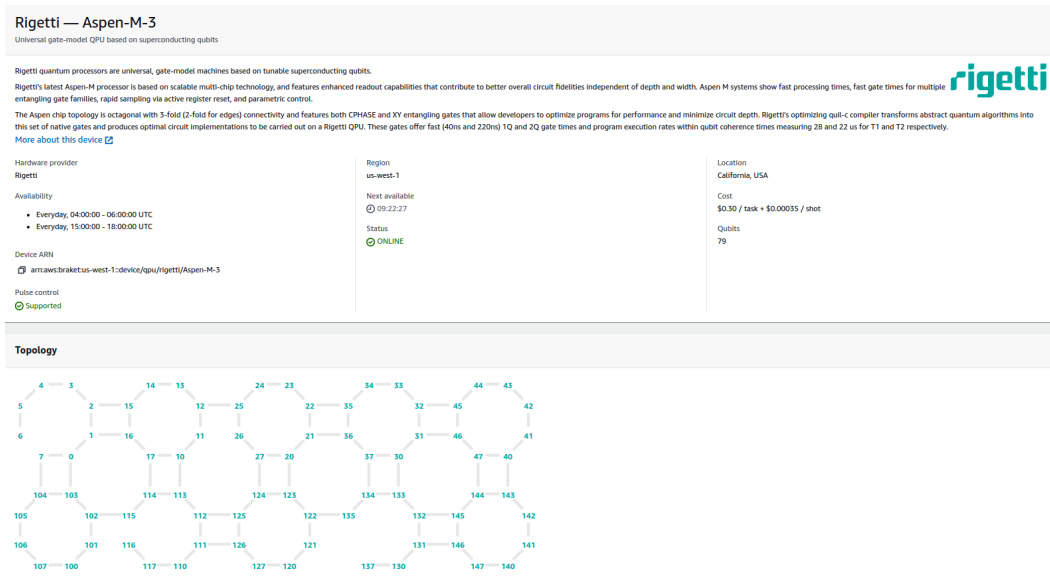 Rigetti — Aspen-M-3
Universal gate-model QPU based on superconducting qubits
Rigetti quantum processors are universal, gate-model machines based on tunable superconducting qubits.
rigetti
Rigetti's latest Aspen-M processor is based on scalable multi-chip technology, and features enhanced readout capabilities that contribute to better overall circuit fidelities independent of depth and width. Aspen M systems show fast processing times, fast gate times for multiple
entangling gate families, rapid sampling via active register reset, and parametric control.
The Aspen chip topology is octagonal with 3-fold (2-fold for edges) connectivity and features both CPHASE and XY entangling gates that allow developers to optimize programs for performance and minimize circuit depth. Rigetti's optimizing quil-c compiler transforms abstract quantum algorithms into
this set of native gates and produces optimal circuit implementations to be carried out on a Rigetti QPU. These gates offer fast (40ns and 220ns) 1Q and 2Q gate times and program execution rates within qubit coherence times measuring 28 and 22 us for T1 and T2 respectively.
More about this device
Hardware provider
Rigetti
Availability
Everyday, 04:00:00 - 06:00:00 UTC
Everyday, 15:00:00 - 18:00:00 UTC
Device ARN
arn:aws:braket:us-west-1::device/qpu/rigetti/Aspen-M-3
Pulse control
Supported
Region
us-west-1
Next available
09:22:27
Status
ONLINE
Location
California, USA
Cost
$0.30 / task + $0.00035 / shot
Qubits
79
Topology
4 3 14 13 24 23 34 33 44 43
5 2 15 12 25 22 35 32 45 42
6 1 16 11 26 21 36 31 46 41
7 0 17 10 27 20 37 30 47 40
104 103 114 113 124 123 134 133 144 143
105 102 115 112 125 122 135 132 145 142
106 101 116 111 126 121 131 146 141
107 100 117 110 127 120 137 130 147 140